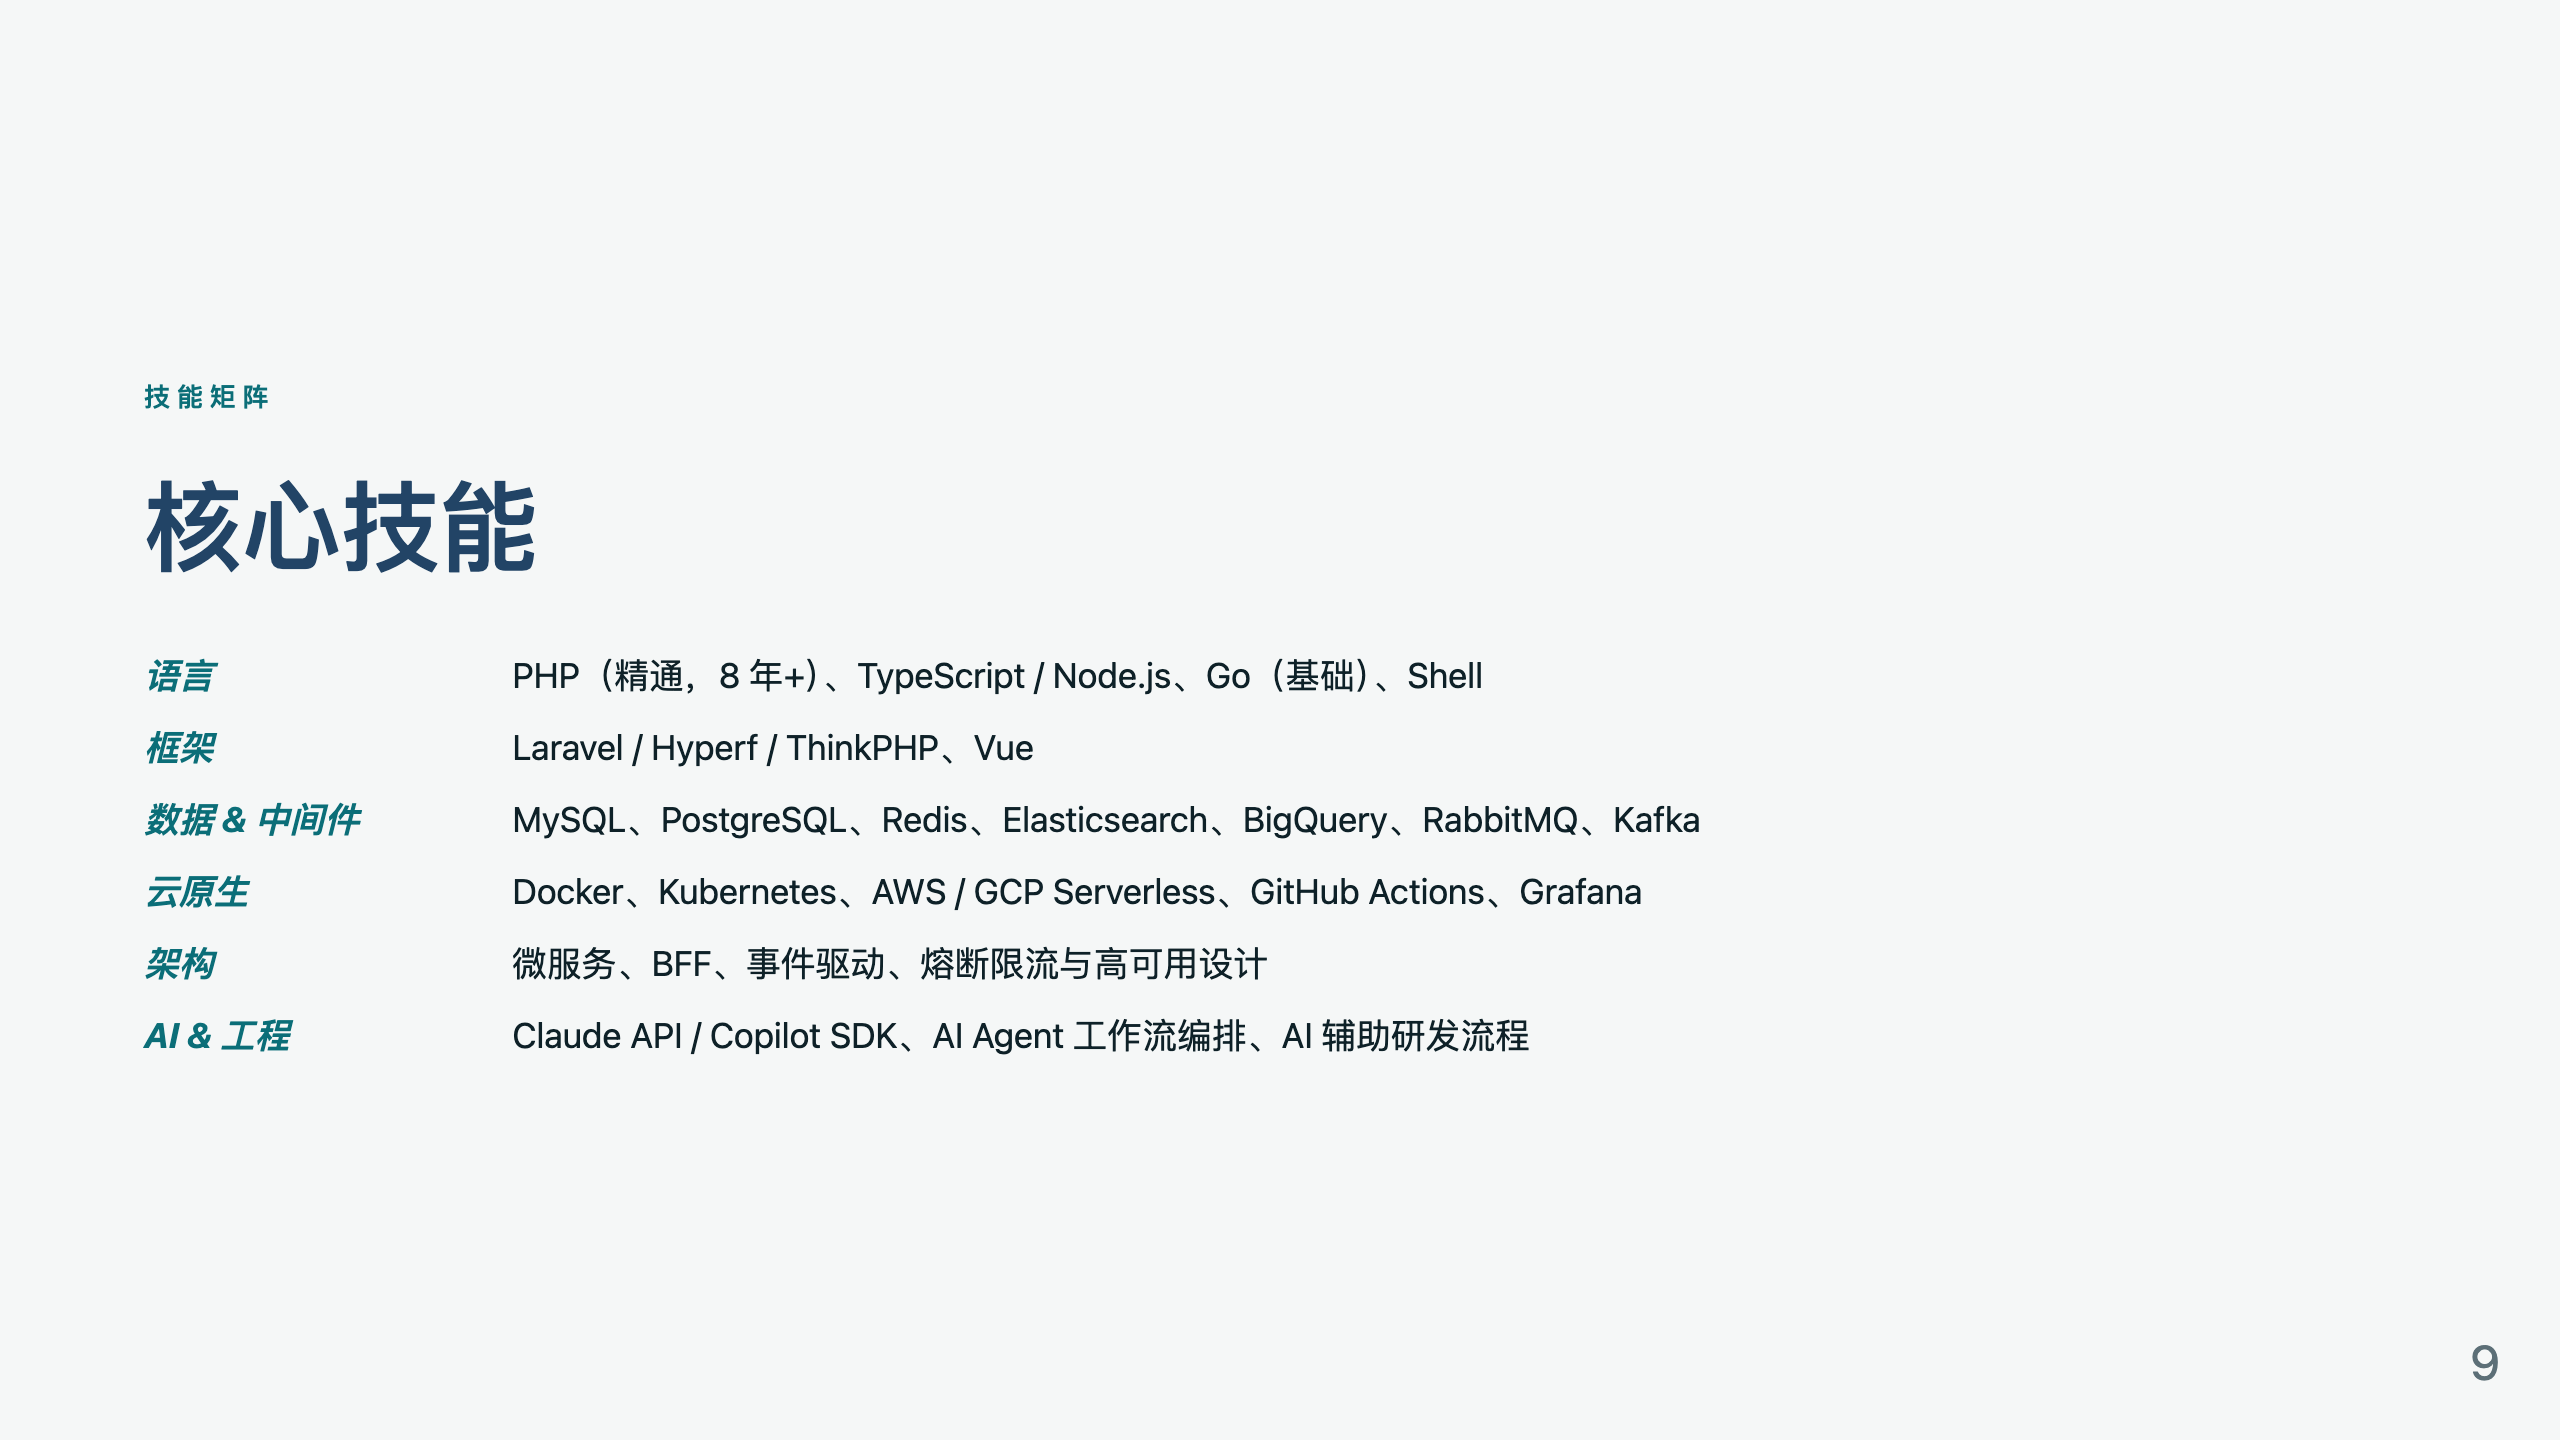 技能矩阵
核心技能
语言 PHP（精通，8 年+）、TypeScript / Node.js、Go（基础）、Shell
框架 Laravel / Hyperf / ThinkPHP、Vue
数据 & 中间件 MySQL、PostgreSQL、Redis、Elasticsearch、BigQuery、RabbitMQ、Kafka
云原生 Docker、Kubernetes、AWS / GCP Serverless、GitHub Actions、Grafana
架构 微服务、BFF、事件驱动、熔断限流与高可用设计
AI & 工程 Claude API / Copilot SDK、AI Agent 工作流编排、AI 辅助研发流程
9